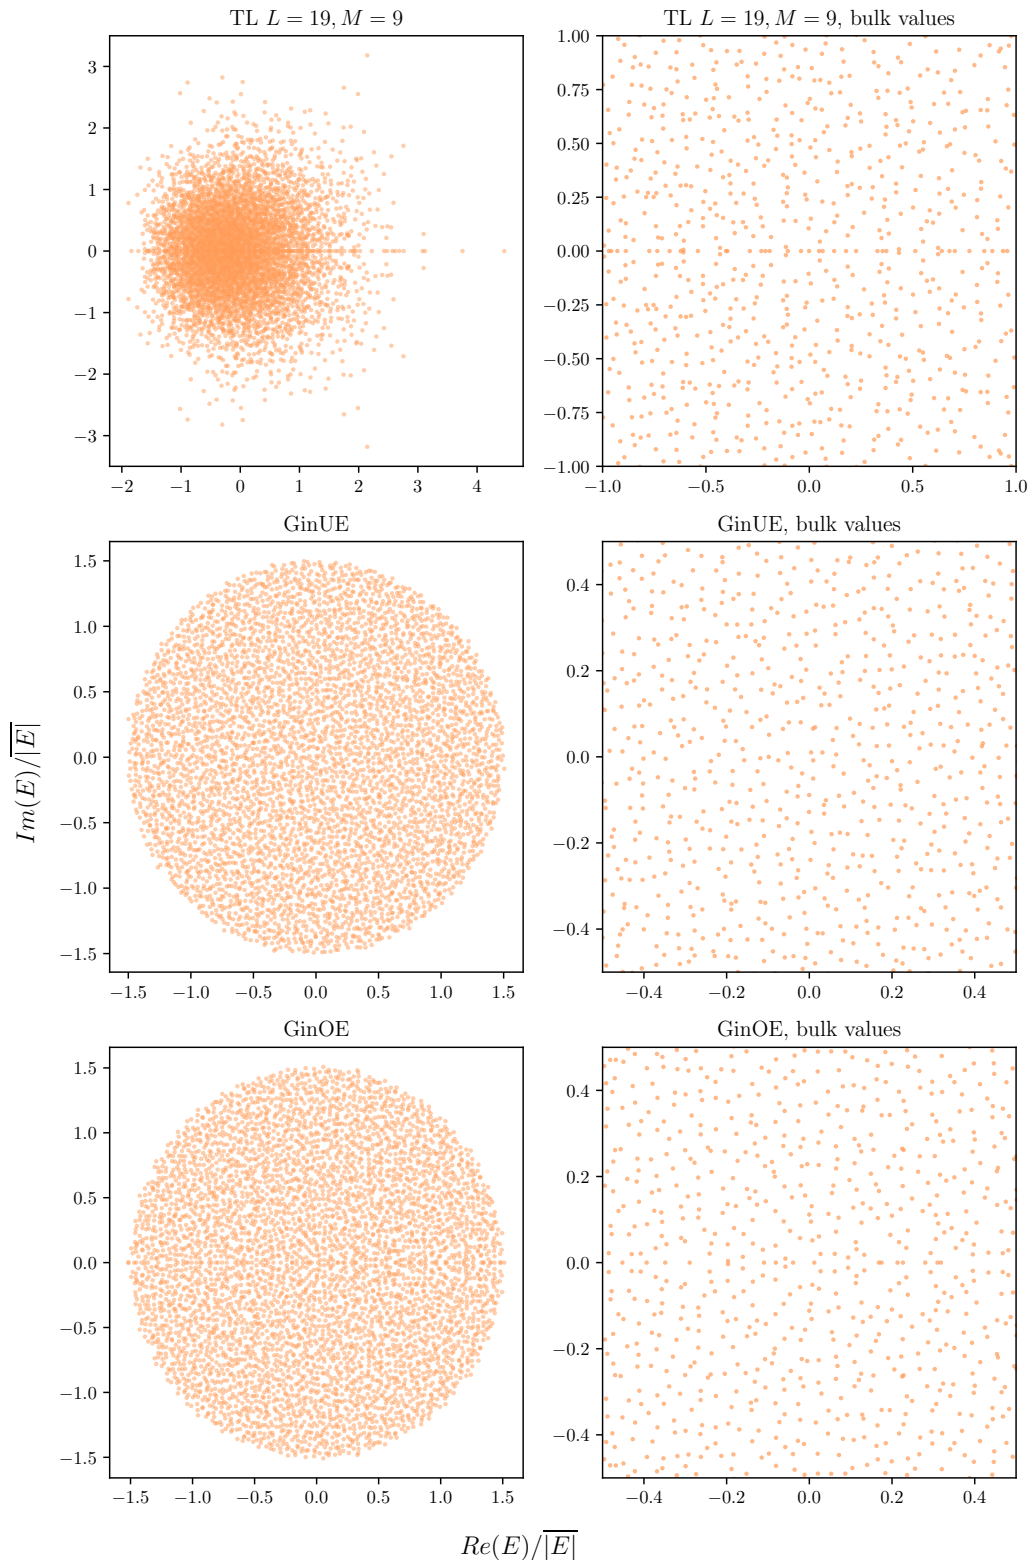 TL L = 19, M = 9
TL L = 19, M = 9, bulk values
3
2
1
0
−1
−2
−3
−2 −1 0 1 2 3 4
1.00
0.75
0.50
0.25
0.00
−0.25
−0.50
−0.75
−1.00
−1.0 −0.5 0.0 0.5 1.0
GinUE
GinUE, bulk values
1.5
1.0
0.5
0.0
−0.5
−1.0
−1.5
−1.5 −1.0 −0.5 0.0 0.5 1.0 1.5
0.4
0.2
0.0
−0.2
−0.4
−0.4 −0.2 0.0 0.2 0.4
Im(E)/|E|
GinOE
GinOE, bulk values
1.5
1.0
0.5
0.0
−0.5
−1.0
−1.5
−1.5 −1.0 −0.5 0.0 0.5 1.0 1.5
0.4
0.2
0.0
−0.2
−0.4
−0.4 −0.2 0.0 0.2 0.4
Re(E)/|E|